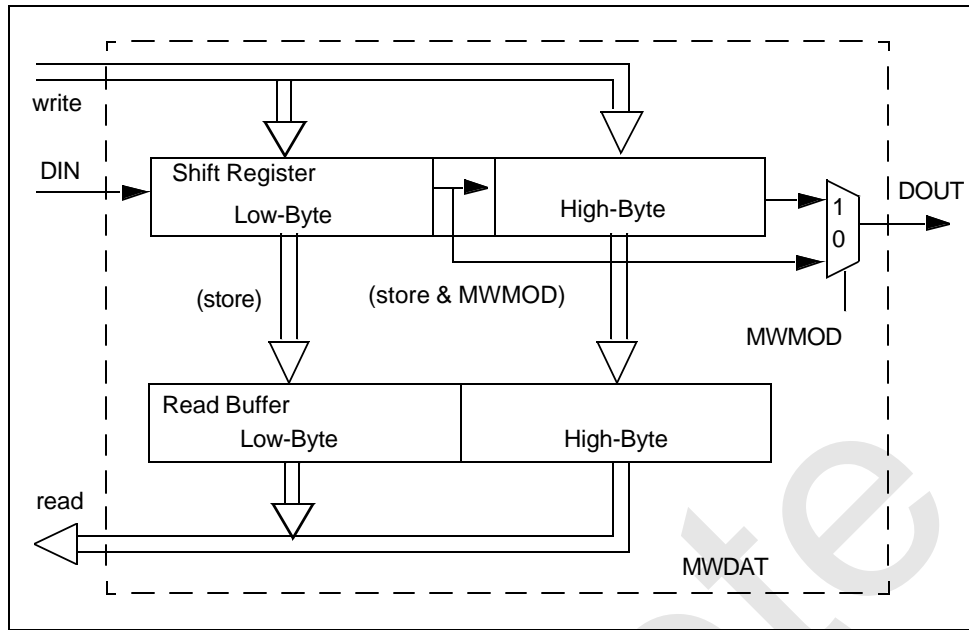 write
DIN
Shift Register
Low-Byte
High-Byte
1
0
DOUT
(store)
(store & MWMOD)
MWMOD
Read Buffer
Low-Byte
High-Byte
read
MWDAT